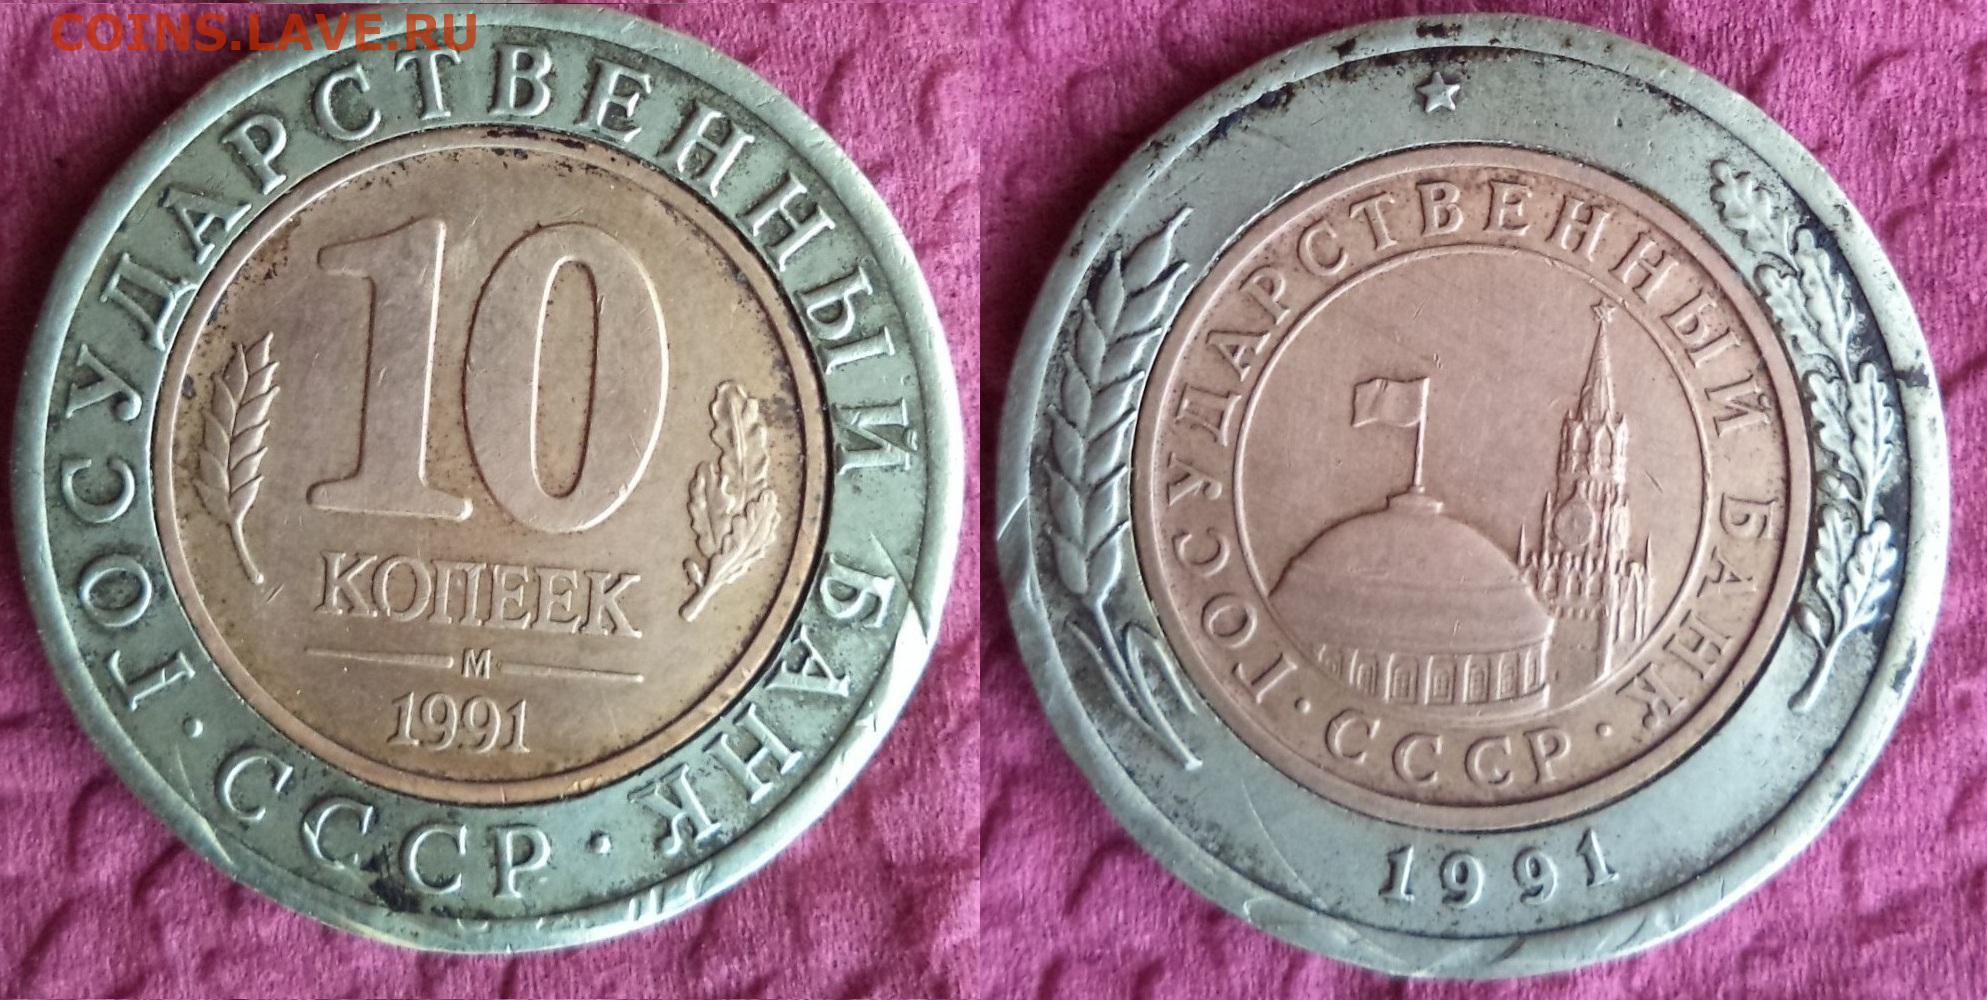 COINS.LAVE.RU
ГОСУДАРСТВЕННЫЙ БАНК · СССР ·
10
КОПЕЕК
М
1991
ГОСУДАРСТВЕННЫЙ БАНК · СССР ·
1991